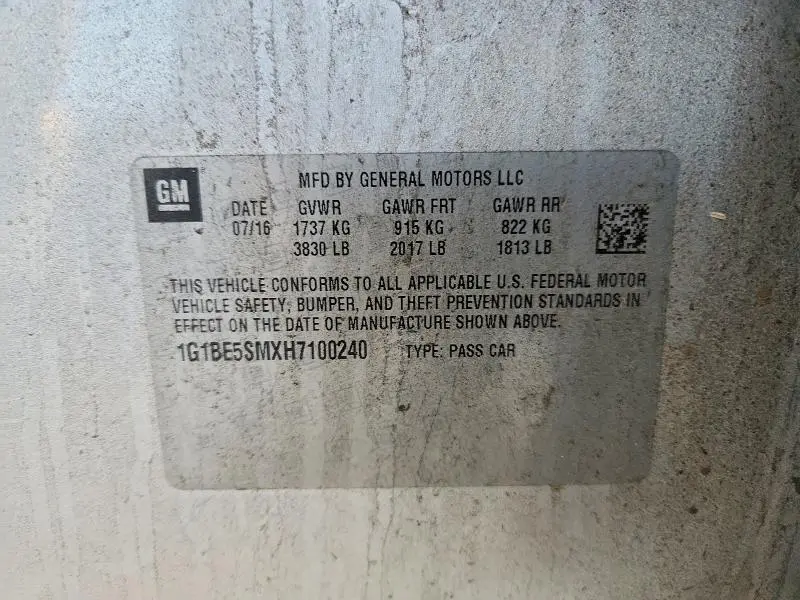 GM
MFD BY GENERAL MOTORS LLC
DATE GVWR GAWR FRT GAWR RR
07/16 1737 KG 915 KG 822 KG
3830 LB 2017 LB 1813 LB
THIS VEHICLE CONFORMS TO ALL APPLICABLE U.S. FEDERAL MOTOR
VEHICLE SAFETY, BUMPER, AND THEFT PREVENTION STANDARDS IN
EFFECT ON THE DATE OF MANUFACTURE SHOWN ABOVE.
1G1BE5SMXH7100240 TYPE: PASS CAR